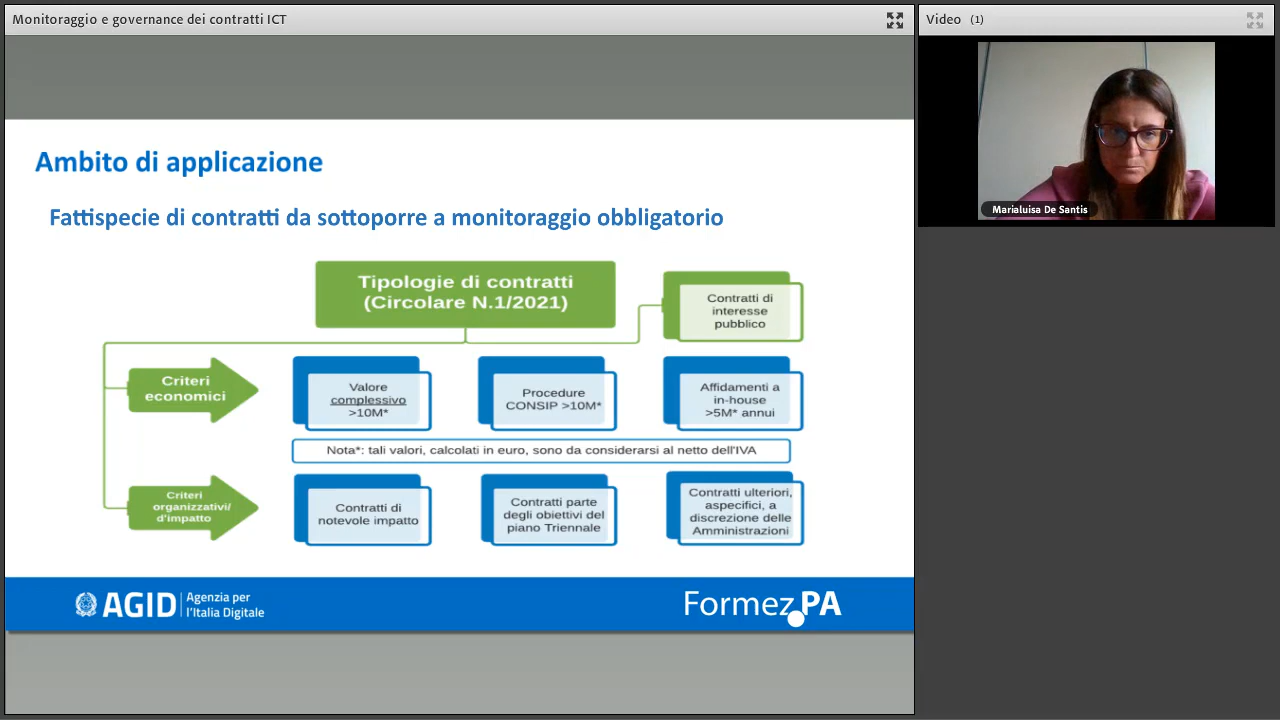 Monitoraggio e governance dei contratti ICT
Video (1)
Marialuisa De Santis
Ambito di applicazione
Fattispecie di contratti da sottoporre a monitoraggio obbligatorio
Tipologie di contratti
(Circolare N.1/2021)
Contratti di
interesse
pubblico
Criteri
economici
Valore
complessivo
>10M*
Procedure
CONSIP >10M*
Affidamenti a
in-house
>5M* annui
Nota*: tali valori, calcolati in euro, sono da considerarsi al netto dell'IVA
Criteri
organizzativi/
d'impatto
Contratti di
notevole impatto
Contratti parte
degli obiettivi del
piano Triennale
Contratti ulteriori,
aspecifici, a
discrezione delle
Amministrazioni
AGID
Agenzia per
l'Italia Digitale
Formez PA